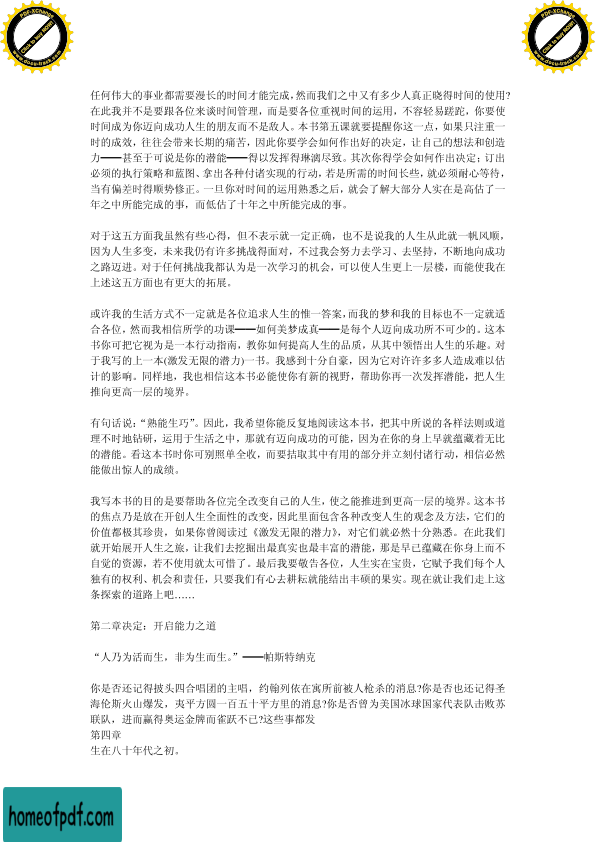 PDF-XChange
Click to buy NOW!
www.docu-track.com
PDF-XChange
Click to buy NOW!
www.docu-track.com
任何伟大的事业都需要漫长的时间才能完成，然而我们之中又有多少人真正晓得时间的使用?
在此我并不是要跟各位来谈时间管理，而是要各位重视时间的运用，不容轻易蹉跎，你要使
时间成为你迈向成功人生的朋友而不是敌人。本书第五课就要提醒你这一点，如果只注重一
时的成效，往往会带来长期的痛苦，因此你要学会如何作出好的决定，让自己的想法和创造
力━━甚至于可说是你的潜能━━得以发挥得琳漓尽致。其次你得学会如何作出决定；订出
必须的执行策略和蓝图、拿出各种付诸实现的行动，若是所需的时间长些，就必须耐心等待，
当有偏差时得顺势修正。一旦你对时间的运用熟悉之后，就会了解大部分人实在是高估了一
年之中所能完成的事，而低估了十年之中所能完成的事。
对于这五方面我虽然有些心得，但不表示就一定正确，也不是说我的人生从此就一帆风顺，
因为人生多变，未来我仍有许多挑战得面对，不过我会努力去学习、去坚持，不断地向成功
之路迈进。对于任何挑战我都认为是一次学习的机会，可以使人生更上一层楼，而能使我在
上述这五方面也有更大的拓展。
或许我的生活方式不一定就是各位追求人生的惟一答案，而我的梦和我的目标也不一定就适
合各位，然而我相信所学的功课━━如何美梦成真━━是每个人迈向成功所不可少的。这本
书你可把它视为是一本行动指南，教你如何提高人生的品质，从其中领悟出人生的乐趣。对
于我写的上一本(激发无限的潜力)一书。我感到十分自豪，因为它对许许多多人造成难以估
计的影响。同样地，我也相信这本书必能使你有新的视野，帮助你再一次发挥潜能，把人生
推向更高一层的境界。
有句话说：“熟能生巧”。因此，我希望你能反复地阅读这本书，把其中所说的各样法则或道
理不时地钻研，运用于生活之中，那就有迈向成功的可能，因为在你的身上早就蕴藏着无比
的潜能。看这本书时你可别照单全收，而要拮取其中有用的部分并立刻付诸行动，相信必然
能做出惊人的成绩。
我写本书的目的是要帮助各位完全改变自己的人生，使之能推进到更高一层的境界。这本书
的焦点乃是放在开创人生全面性的改变，因此里面包含各种改变人生的观念及方法，它们的
价值都极其珍贵，如果你曾阅读过《激发无限的潜力》，对它们就必然十分熟悉。在此我们
就开始展开人生之旅，让我们去挖掘出最真实也最丰富的潜能，那是早已蕴藏在你身上而不
自觉的资源，若不使用就太可惜了。最后我要敬告各位，人生实在宝贵，它赋予我们每个人
独有的权利、机会和责任，只要我们有心去耕耘就能结出丰硕的果实。现在就让我们走上这
条探索的道路上吧……
第二章决定：开启能力之道
“人乃为活而生，非为生而生。”━━帕斯特纳克
你是否还记得披头四合唱团的主唱，约翰列侬在寓所前被人枪杀的消息?你是否也还记得圣
海伦斯火山爆发，夷平方圆一百五十平方里的消息?你是否曾为美国冰球国家代表队击败苏
联队，进而赢得奥运金牌而雀跃不已?这些事都发
第四章
生在八十年代之初。
homeofpdf.com